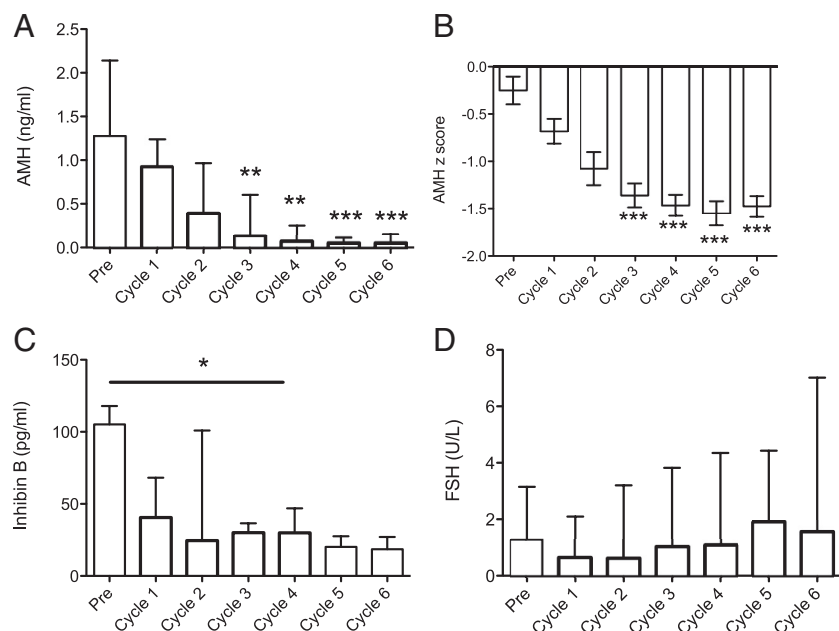 A
2.5
2.0
1.5
1.0
0.5
0.0
AMH (ng/ml)
** ** *** ***
Pre Cycle 1 Cycle 2 Cycle 3 Cycle 4 Cycle 5 Cycle 6
B
0.0
-0.5
-1.0
-1.5
-2.0
AMH z score
*** *** *** ***
Pre Cycle 1 Cycle 2 Cycle 3 Cycle 4 Cycle 5 Cycle 6
C
150
100
50
0
Inhibin B (pg/ml)
*
Pre Cycle 1 Cycle 2 Cycle 3 Cycle 4 Cycle 5 Cycle 6
D
8
6
4
2
0
FSH (U/L)
Pre Cycle 1 Cycle 2 Cycle 3 Cycle 4 Cycle 5 Cycle 6